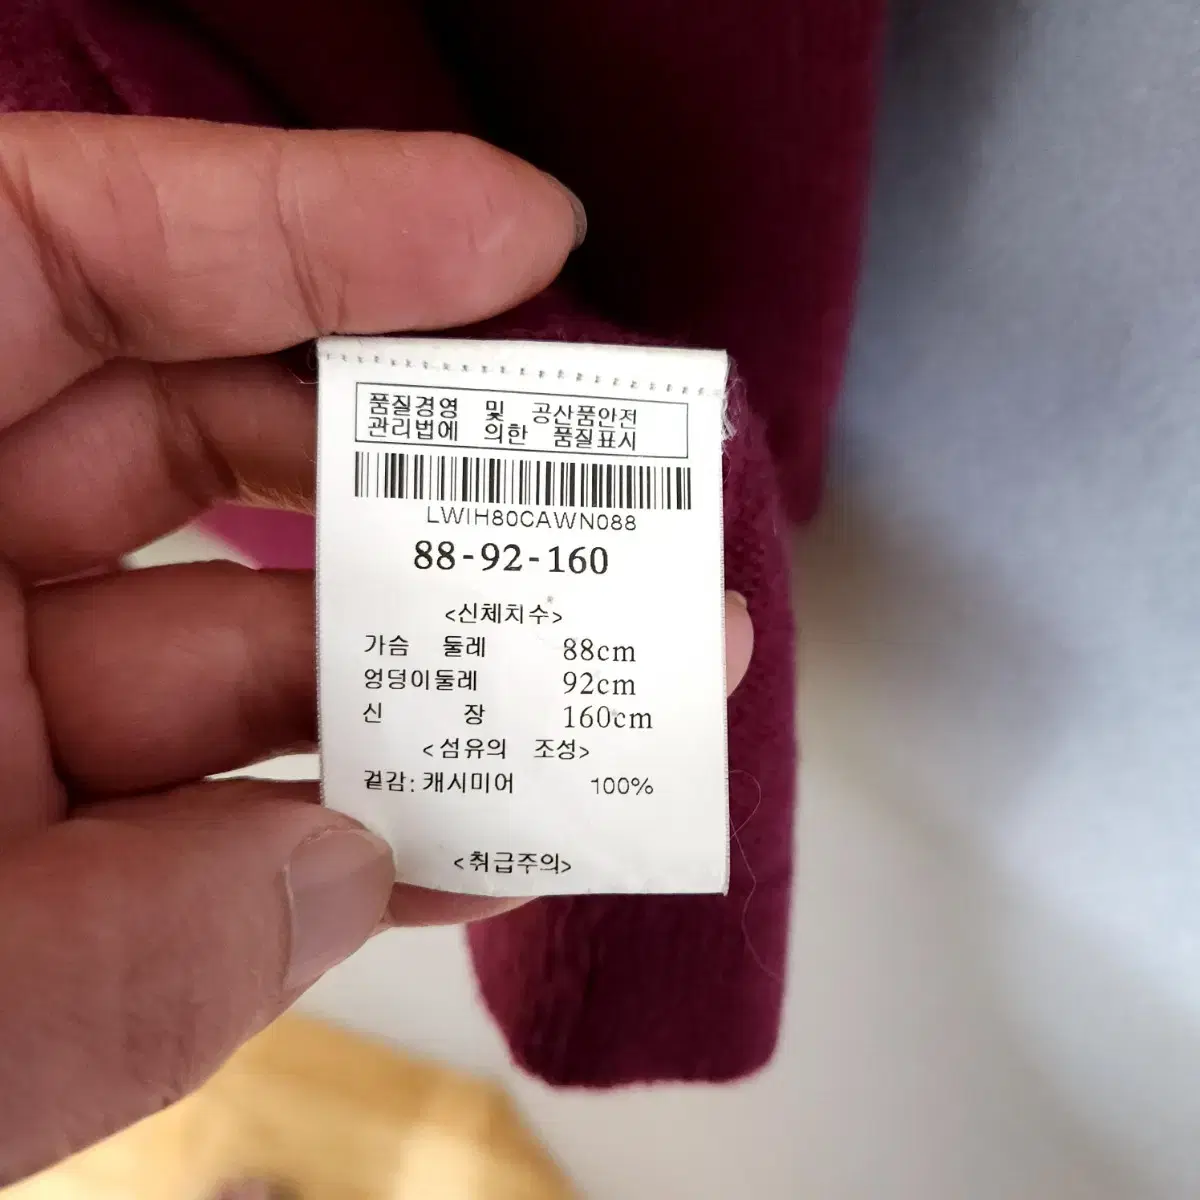 품질경영 및 공산품안전
관리법에 의한 품질표시
LWIH80CAWN088
88-92-160
<신체치수>
가슴 둘레 88cm
엉덩이둘레 92cm
신 장 160cm
<섬유의 조성>
겉감: 캐시미어 100%
<취급주의>